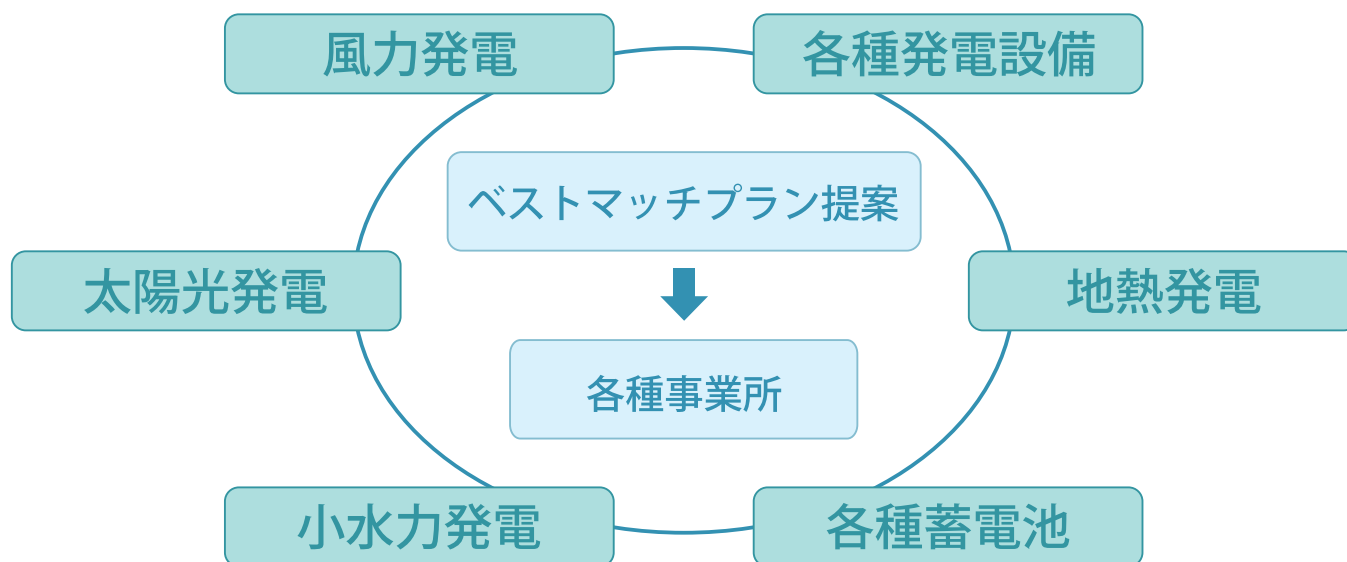 風力発電
各種発電設備
ベストマッチプラン提案
太陽光発電
地熱発電
各種事業所
小水力発電
各種蓄電池